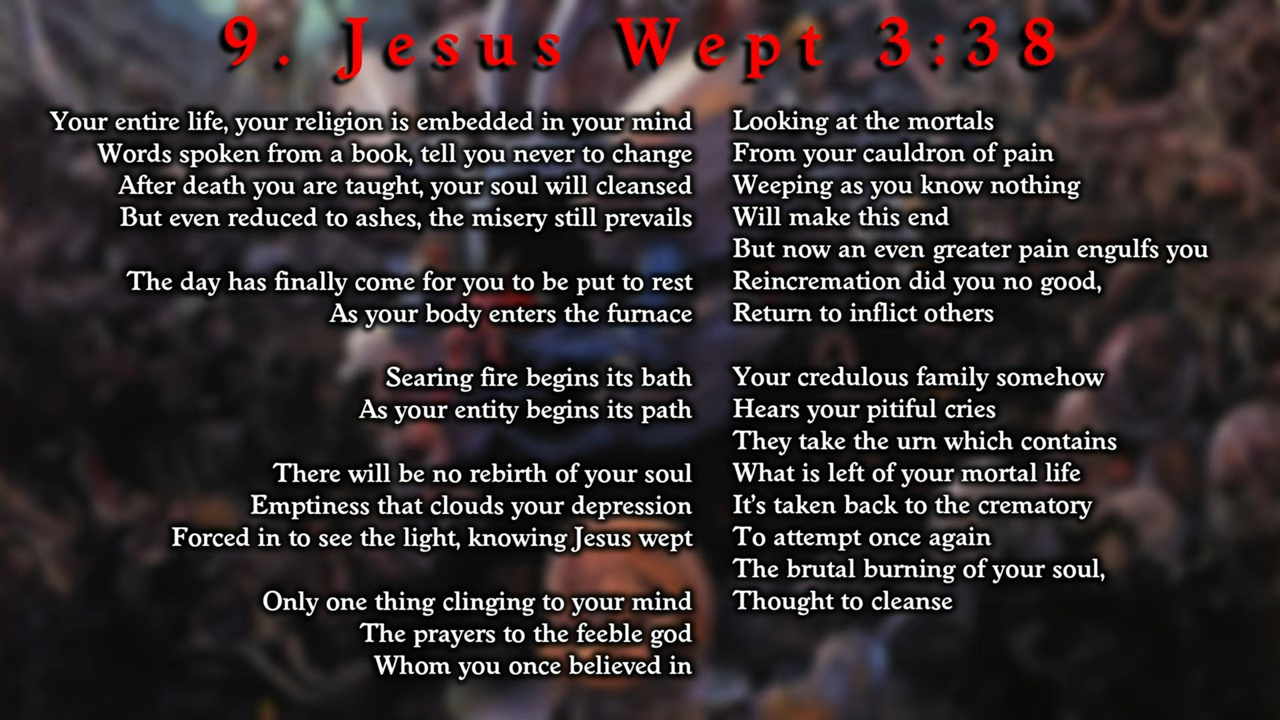 9. Jesus Wept 3:38
Your entire life, your religion is embedded in your mind
Words spoken from a book, tell you never to change
After death you are taught, your soul will cleansed
But even reduced to ashes, the misery still prevails
The day has finally come for you to be put to rest
As your body enters the furnace
Searing fire begins its bath
As your entity begins its path
There will be no rebirth of your soul
Emptiness that clouds your depression
Forced in to see the light, knowing Jesus wept
Only one thing clinging to your mind
The prayers to the feeble god
Whom you once believed in
Looking at the mortals
From your cauldron of pain
Weeping as you know nothing
Will make this end
But now an even greater pain engulfs you
Reincremation did you no good,
Return to inflict others
Your credulous family somehow
Hears your pitiful cries
They take the urn which contains
What is left of your mortal life
It's taken back to the crematory
To attempt once again
The brutal burning of your soul,
Thought to cleanse